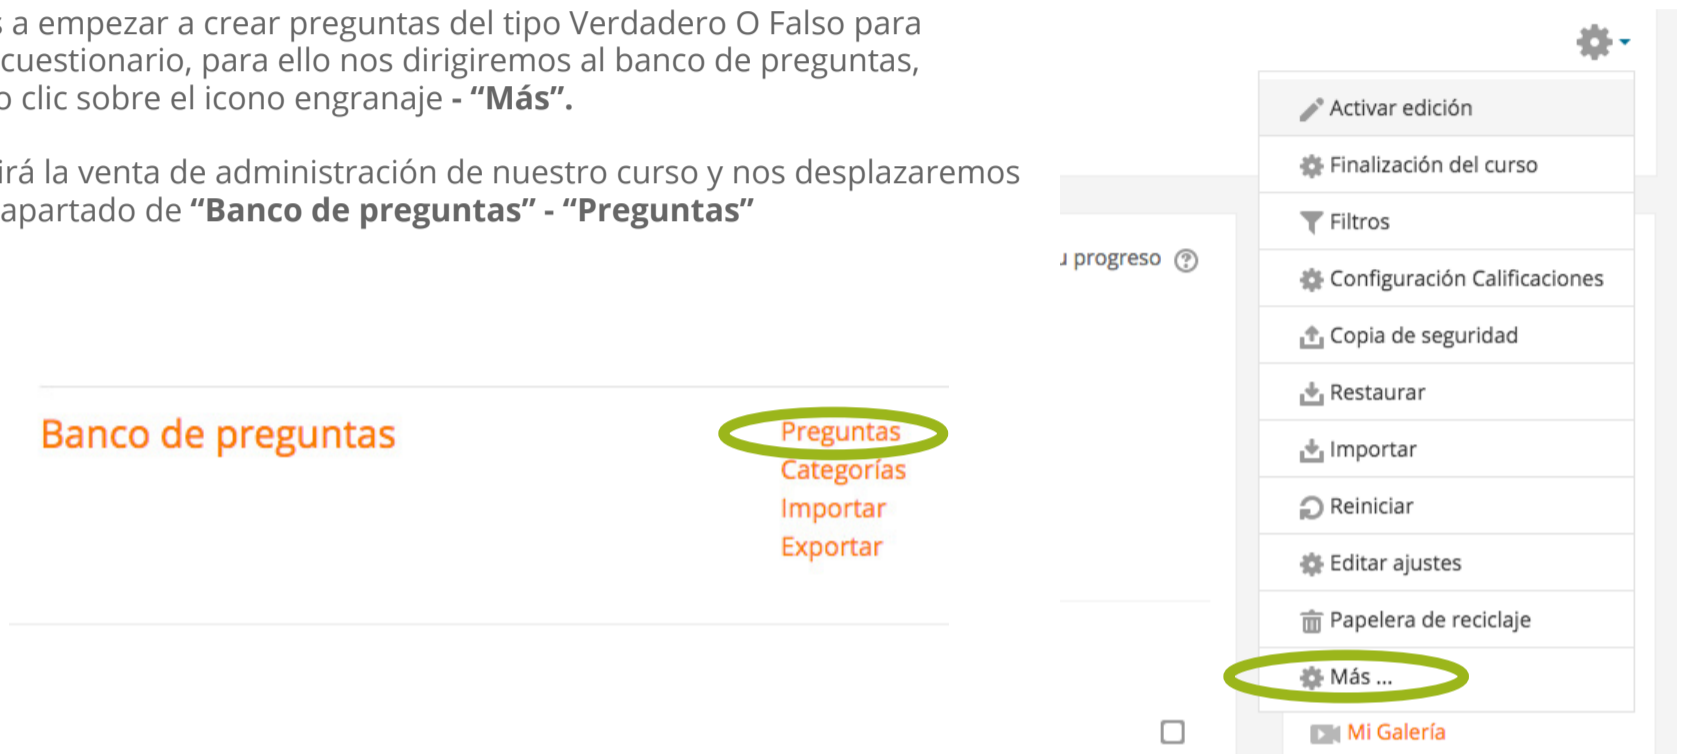 s a empezar a crear preguntas del tipo Verdadero O Falso para
cuestionario, para ello nos dirigiremos al banco de preguntas,
o clic sobre el icono engranaje - “Más”.
irá la venta de administración de nuestro curso y nos desplazaremos
apartado de “Banco de preguntas” - “Preguntas”
Banco de preguntas
Preguntas
Categorías
Importar
Exportar
u progreso
Activar edición
Finalización del curso
Filtros
Configuración Calificaciones
Copia de seguridad
Restaurar
Importar
Reiniciar
Editar ajustes
Papelera de reciclaje
Más ...
Mi Galería